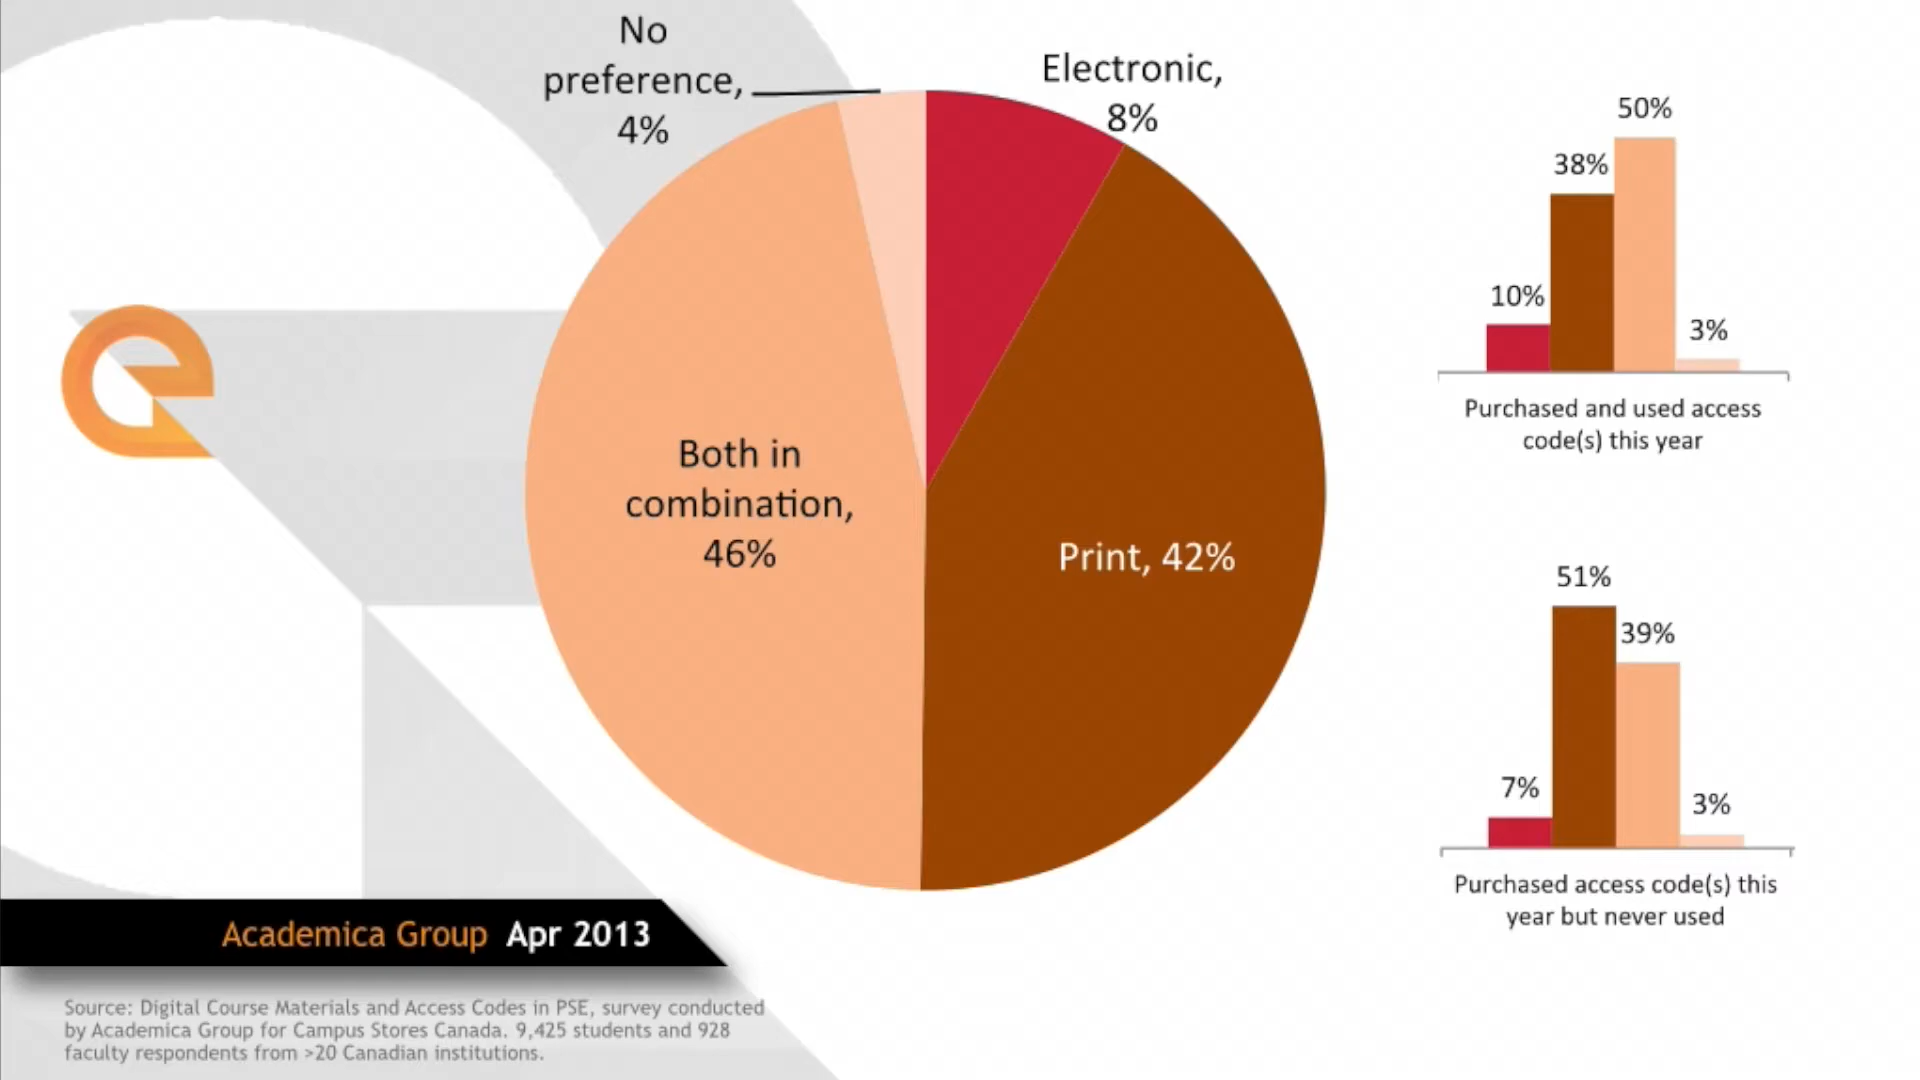 No
preference,
4%
Electronic,
8%
Both in
combination,
46%
Print, 42%
50%
38%
10%
3%
Purchased and used access
code(s) this year
51%
39%
7%
3%
Purchased access code(s) this
year but never used
Academica Group Apr 2013
Source: Digital Course Materials and Access Codes in PSE, survey conducted
by Academica Group for Campus Stores Canada. 9,425 students and 928
faculty respondents from >20 Canadian institutions.